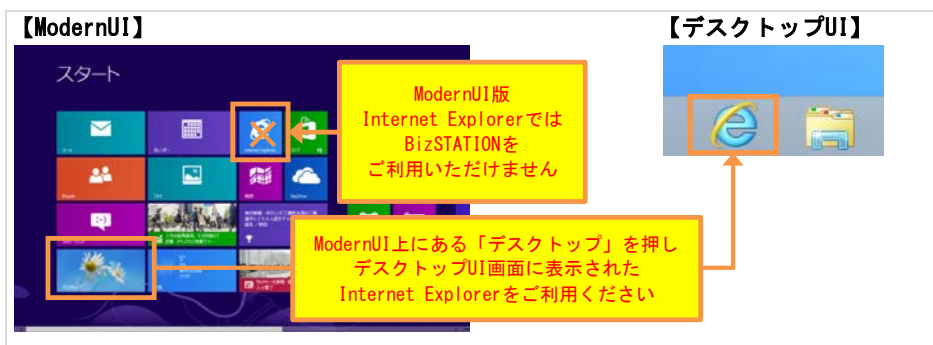 【ModernUI】
【デスクトップUI】
スタート
ModernUI版
Internet Explorerでは
BizSTATIONを
ご利用いただけません
ModernUI上にある「デスクトップ」を押し
デスクトップUI画面に表示された
Internet Explorerをご利用ください